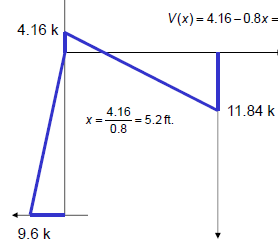 V(x) = 4.16 – 0.8x =
4.16 k
x = 4.16/0.8 = 5.2 ft.
11.84 k
9.6 k